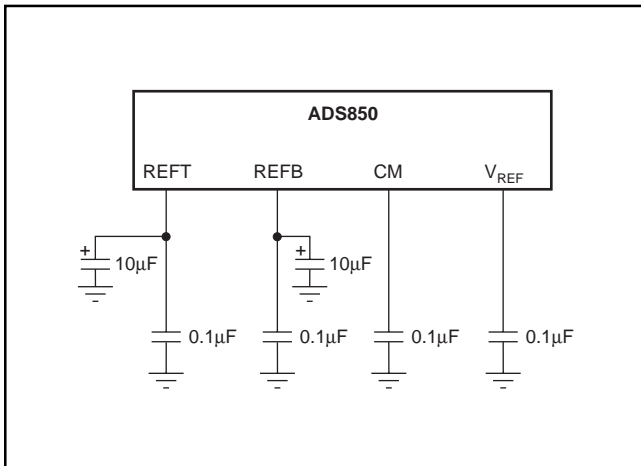 ADS850
REFT REFB CM VREF
+ 10µF + 10µF
0.1µF 0.1µF 0.1µF 0.1µF